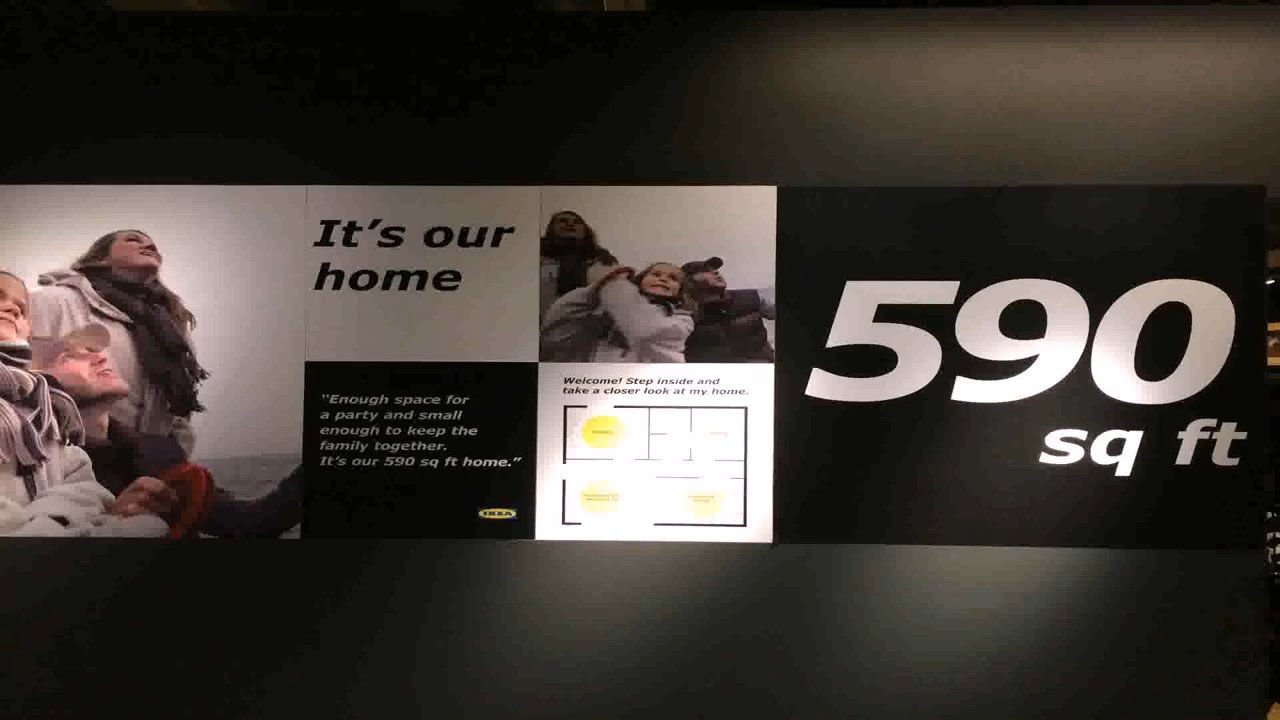 It's our
home
"Enough space for
a party and small
enough to keep the
family together.
It's our 590 sq ft home."
IKEA
Welcome! Step inside and
take a closer look at my home.
590
sq ft